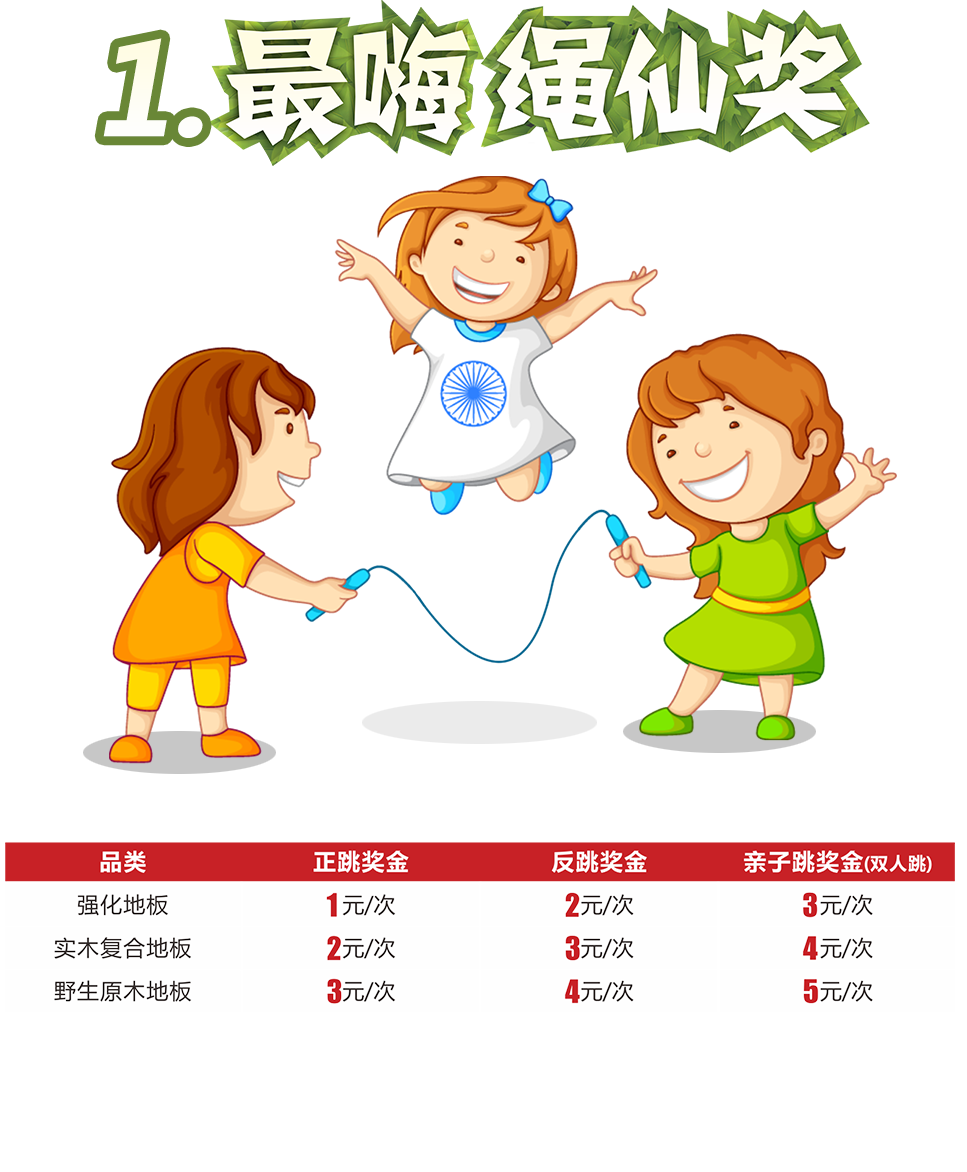 1.最嗨绳仙奖
品类 正跳奖金 反跳奖金 亲子跳奖金(双人跳)
强化地板 1元/次 2元/次 3元/次
实木复合地板 2元/次 3元/次 4元/次
野生原木地板 3元/次 4元/次 5元/次